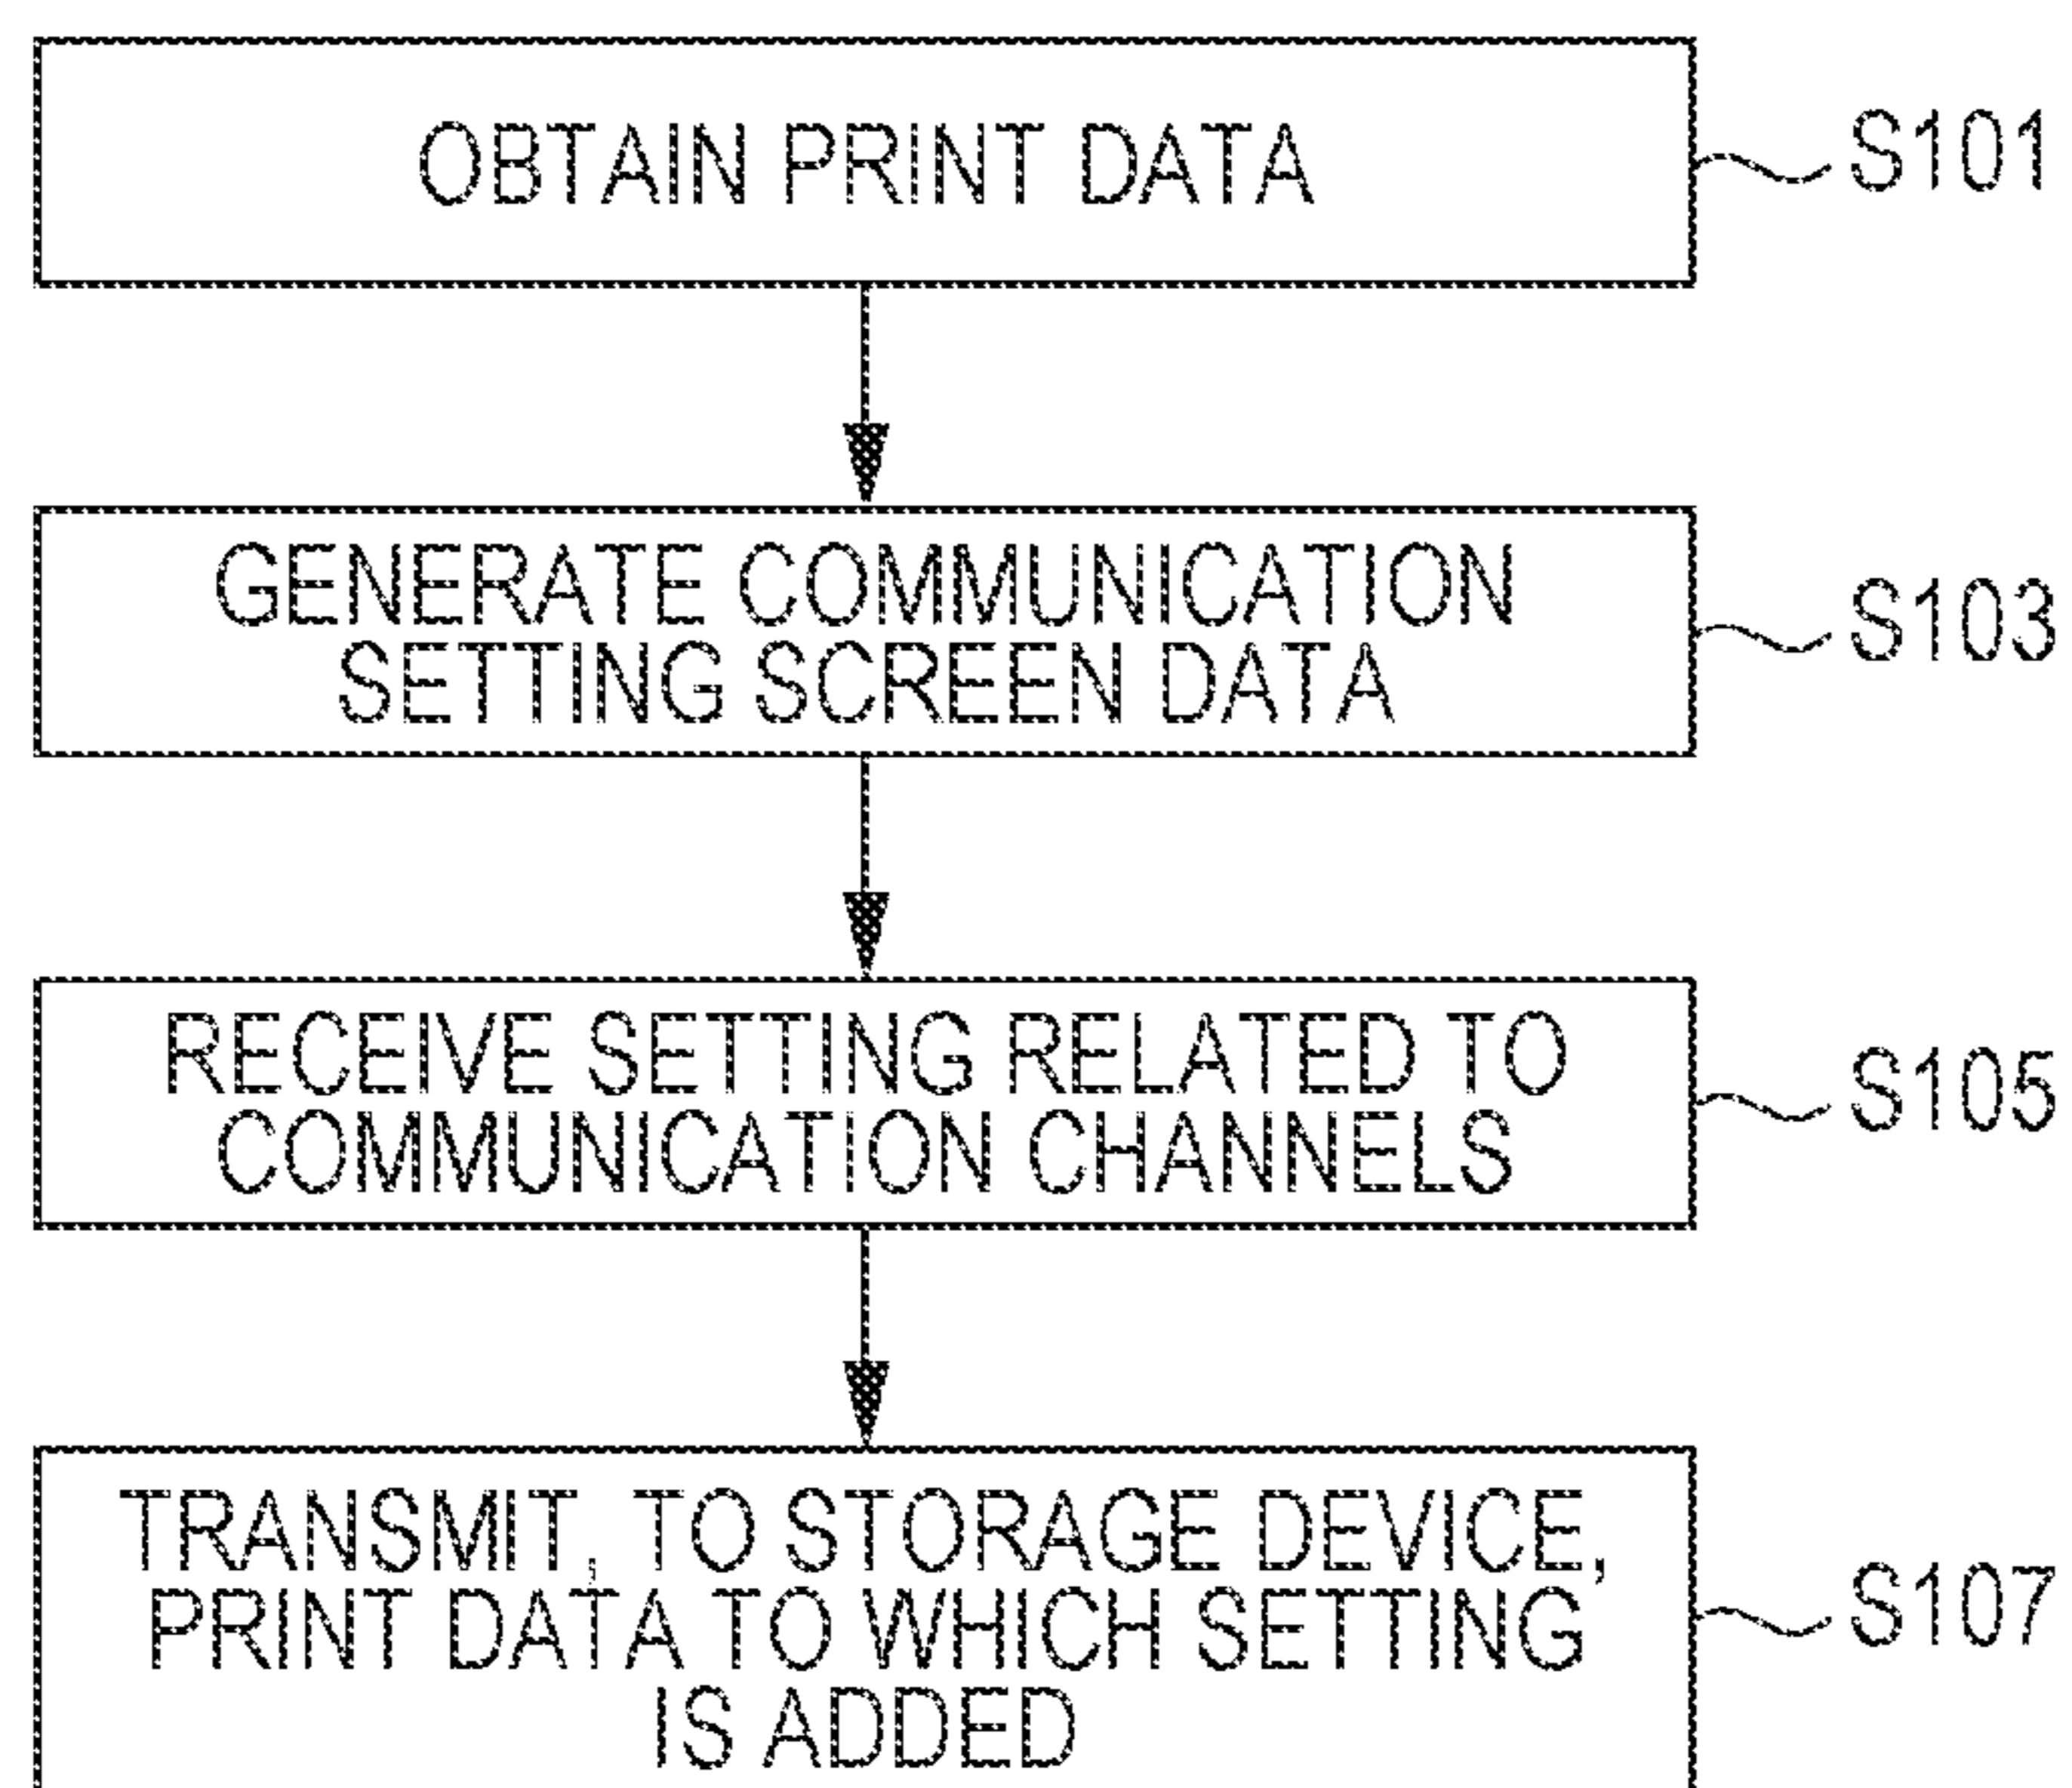 OBTAIN PRINT DATA
S101
GENERATE COMMUNICATION
SETTING SCREEN DATA
S103
RECEIVE SETTING RELATED TO
COMMUNICATION CHANNELS
S105
TRANSMIT, TO STORAGE DEVICE,
PRINT DATA TO WHICH SETTING
IS ADDED
S107